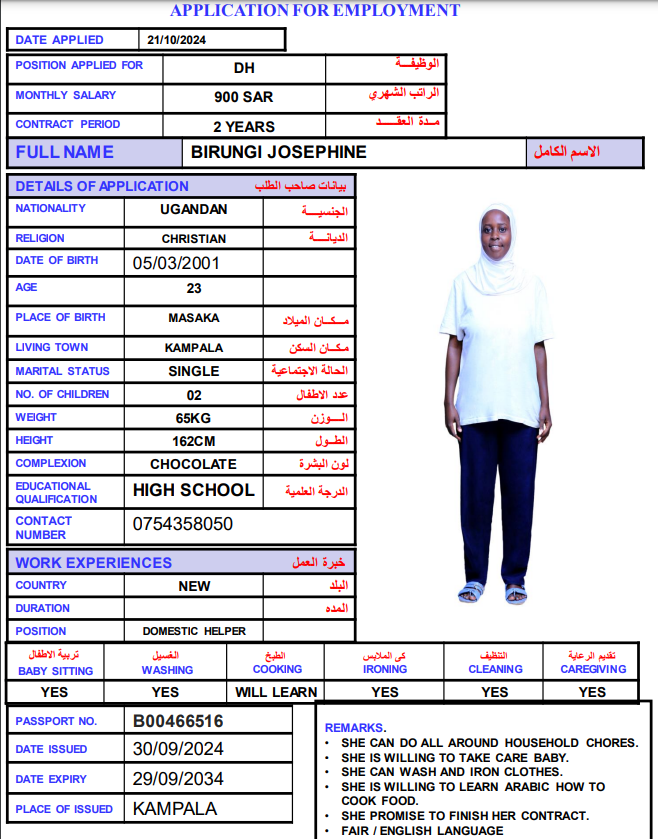 APPLICATION FOR EMPLOYMENT
DATE APPLIED 21/10/2024
POSITION APPLIED FOR DH الوظيفـــة
MONTHLY SALARY 900 SAR الراتب الشهري
CONTRACT PERIOD 2 YEARS مـدة العقـــد
FULL NAME BIRUNGI JOSEPHINE الاسم الكامل
DETAILS OF APPLICATION بيانات صاحب الطلب
NATIONALITY UGANDAN الجنسيـــة
RELIGION CHRISTIAN الديانـــة
DATE OF BIRTH 05/03/2001
AGE 23
PLACE OF BIRTH MASAKA مـكـــان الميلاد
LIVING TOWN KAMPALA مـكـان السكن
MARITAL STATUS SINGLE الحالة الاجتماعية
NO. OF CHILDREN 02 عدد الاطفال
WEIGHT 65KG الـــوزن
HEIGHT 162CM الطــول
COMPLEXION CHOCOLATE لون البشرة
EDUCATIONAL QUALIFICATION HIGH SCHOOL الدرجة العلمية
CONTACT NUMBER 0754358050
WORK EXPERIENCES خبرة العمل
COUNTRY NEW البلد
DURATION المده
POSITION DOMESTIC HELPER
تربية الاطفال الغسيل الطبخ كى الملابس التنظيف تقديم الرعاية
BABY SITTING WASHING COOKING IRONING CLEANING CAREGIVING
YES YES WILL LEARN YES YES YES
PASSPORT NO. B00466516
DATE ISSUED 30/09/2024
DATE EXPIRY 29/09/2034
PLACE OF ISSUED KAMPALA
REMARKS.
• SHE CAN DO ALL AROUND HOUSEHOLD CHORES.
• SHE IS WILLING TO TAKE CARE BABY.
• SHE CAN WASH AND IRON CLOTHES.
• SHE IS WILLING TO LEARN ARABIC HOW TO
COOK FOOD.
• SHE PROMISE TO FINISH HER CONTRACT.
• FAIR / ENGLISH LANGUAGE